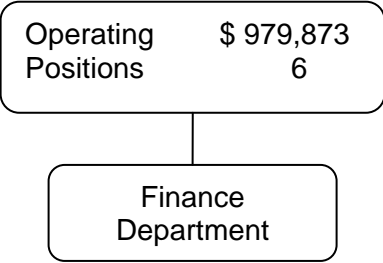 Operating $ 979,873
Positions 6
Finance
Department